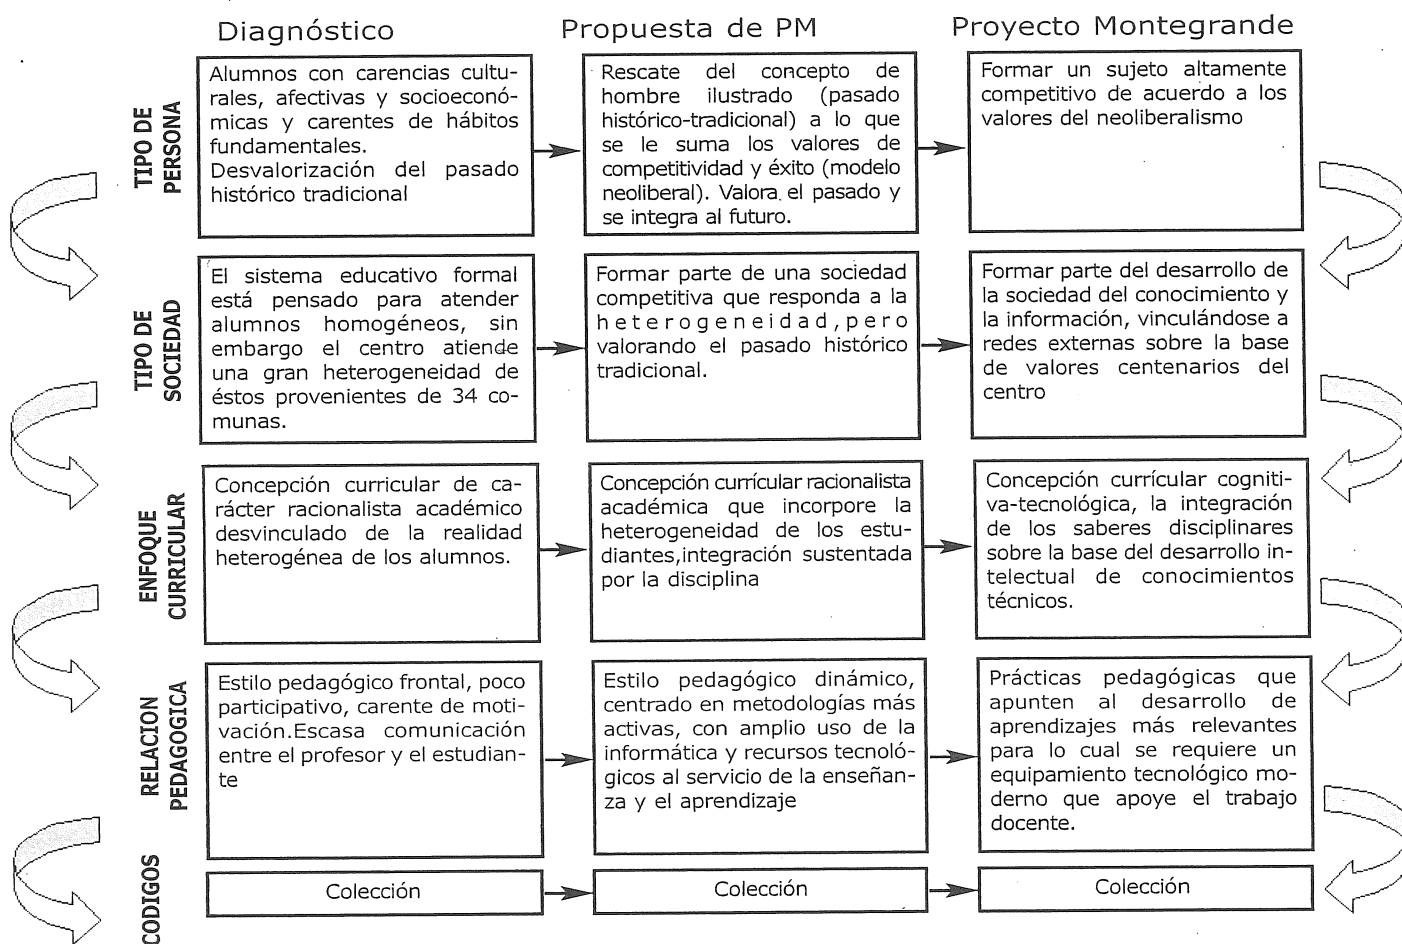 Diagnóstico
Propuesta de PM
Proyecto Montegrande
TIPO DE
PERSONA
Alumnos con carencias cultu-
rales, afectivas y socioeconó-
micas y carentes de hábitos
fundamentales.
Desvalorización del pasado
histórico tradicional
Rescate del concepto de
hombre ilustrado (pasado
histórico-tradicional) a lo que
se le suma los valores de
competitividad y éxito (modelo
neoliberal). Valora el pasado y
se integra al futuro.
Formar un sujeto altamente
competitivo de acuerdo a los
valores del neoliberalismo
TIPO DE
SOCIEDAD
El sistema educativo formal
está pensado para atender
alumnos homogéneos, sin
embargo el centro atiende
una gran heterogeneidad de
éstos provenientes de 34 co-
munas.
Formar parte de una sociedad
competitiva que responda a la
heterogeneidad, pero
valorando el pasado histórico
tradicional.
Formar parte del desarrollo de
la sociedad del conocimiento y
la información, vinculándose a
redes externas sobre la base
de valores centenarios del
centro
ENFOQUE
CURRICULAR
Concepción curricular de ca-
rácter racionalista académico
desvinculado de la realidad
heterogénea de los alumnos.
Concepción currícular racionalista
académica que incorpore la
heterogeneidad de los estu-
diantes,integración sustentada
por la disciplina
Concepción currícular cogniti-
va-tecnológica, la integración
de los saberes disciplinares
sobre la base del desarrollo in-
telectual de conocimientos
técnicos.
RELACION
PEDAGOGICA
Estilo pedagógico frontal, poco
participativo, carente de moti-
vación.Escasa comunicación
entre el profesor y el estudian-
te
Estilo pedagógico dinámico,
centrado en metodologías más
activas, con amplio uso de la
informática y recursos tecnoló-
gicos al servicio de la enseñan-
za y el aprendizaje
Prácticas pedagógicas que
apunten al desarrollo de
aprendizajes más relevantes
para lo cual se requiere un
equipamiento tecnológico mo-
derno que apoye el trabajo
docente.
CODIGOS
Colección
Colección
Colección